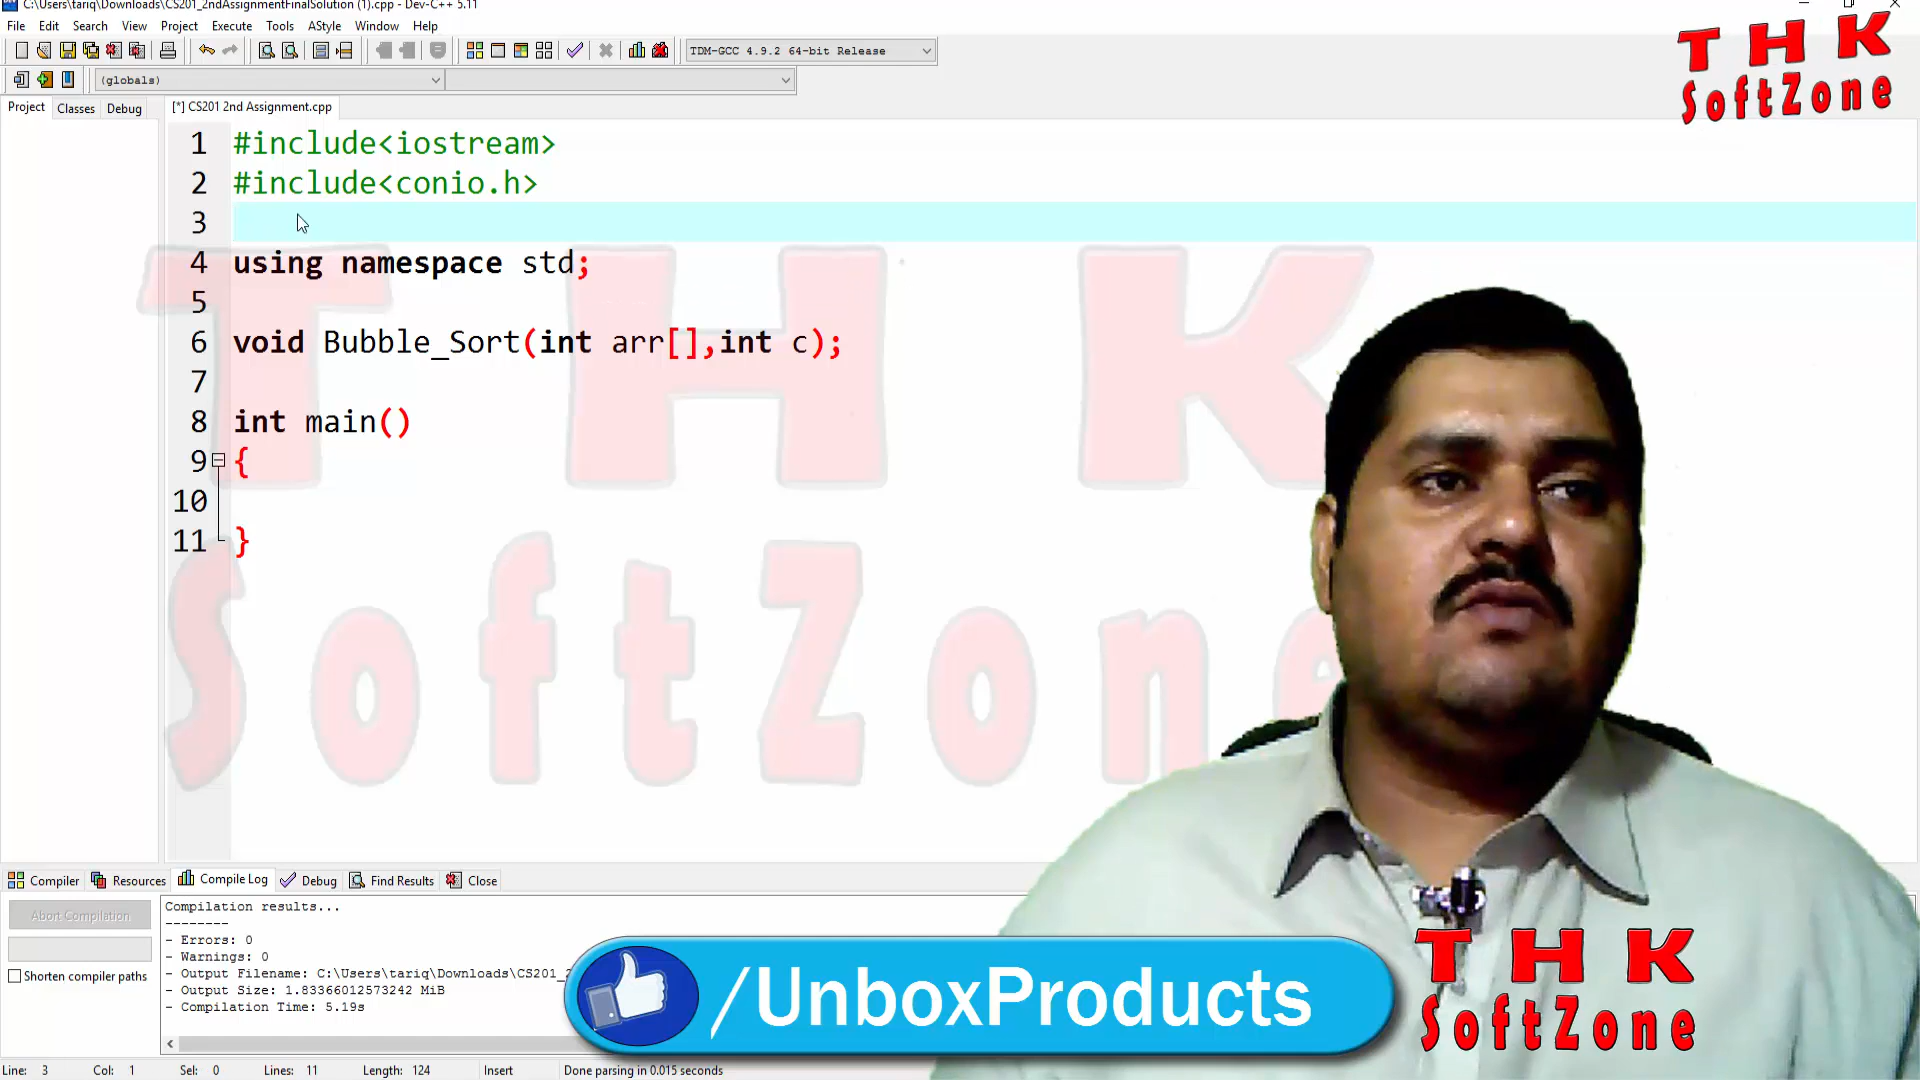 C:\Users\tariq\Downloads\CS201_2ndAssignmentFinalSolution (1).cpp - Dev-C++ 5.11
File Edit Search View Project Execute Tools AStyle Window Help
TDM-GCC 4.9.2 64-bit Release
(globals)
Project Classes Debug [*] CS201 2nd Assignment.cpp
T H K
SoftZone
1 #include<iostream>
2 #include<conio.h>
3
4 using namespace std;
5
6 void Bubble_Sort(int arr[],int c);
7
8 int main()
9 {
10
11 }
T H K
SoftZone
Compiler Resources Compile Log Debug Find Results Close
Abort Compilation
Shorten compiler paths
Compilation results...
--------
- Errors: 0
- Warnings: 0
- Output Filename: C:\Users\tariq\Downloads\CS201_2
- Output Size: 1.83366012573242 MiB
- Compilation Time: 5.19s
/UnboxProducts
T H K
SoftZone
Line: 3 Col: 1 Sel: 0 Lines: 11 Length: 124 Insert Done parsing in 0.015 seconds